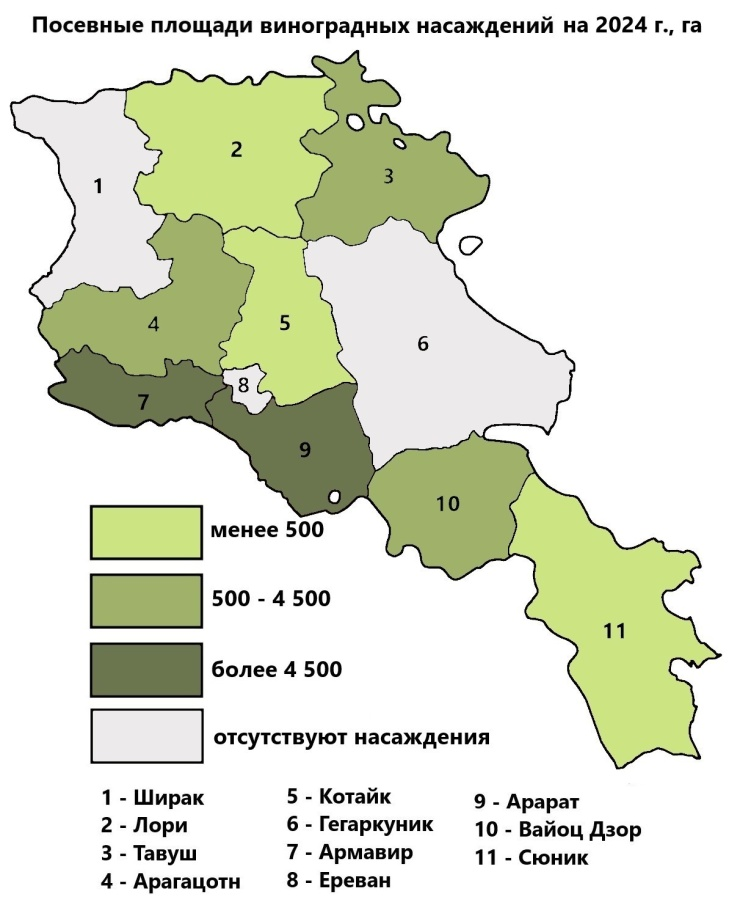 Посевные площади виноградных насаждений на 2024 г., га
1
2
3
4
5
6
7
8
9
10
11
менее 500
500 - 4 500
более 4 500
отсутствуют насаждения
1 - Ширак
2 - Лори
3 - Тавуш
4 - Арагацотн
5 - Котайк
6 - Гегаркуник
7 - Армавир
8 - Ереван
9 - Арарат
10 - Вайоц Дзор
11 - Сюник